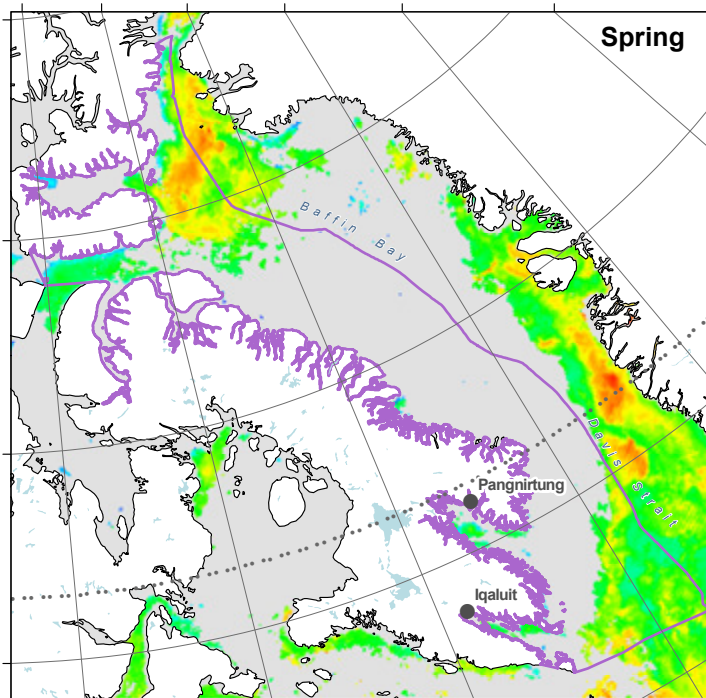 Spring
Baffin Bay
Davis Strait
Pangnirtung
Iqaluit